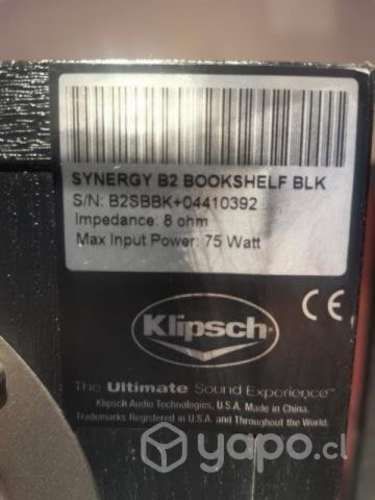 SYNERGY B2 BOOKSHELF BLK
S/N: B2SBBK+04410392
Impedance: 8 ohm
Max Input Power: 75 Watt
CE
Klipsch®
The Ultimate Sound Experience™
Klipsch Audio Technologies, U.S.A. Made in China.
Trademarks Registered in U.S.A. and Throughout the World.
yapo.cl